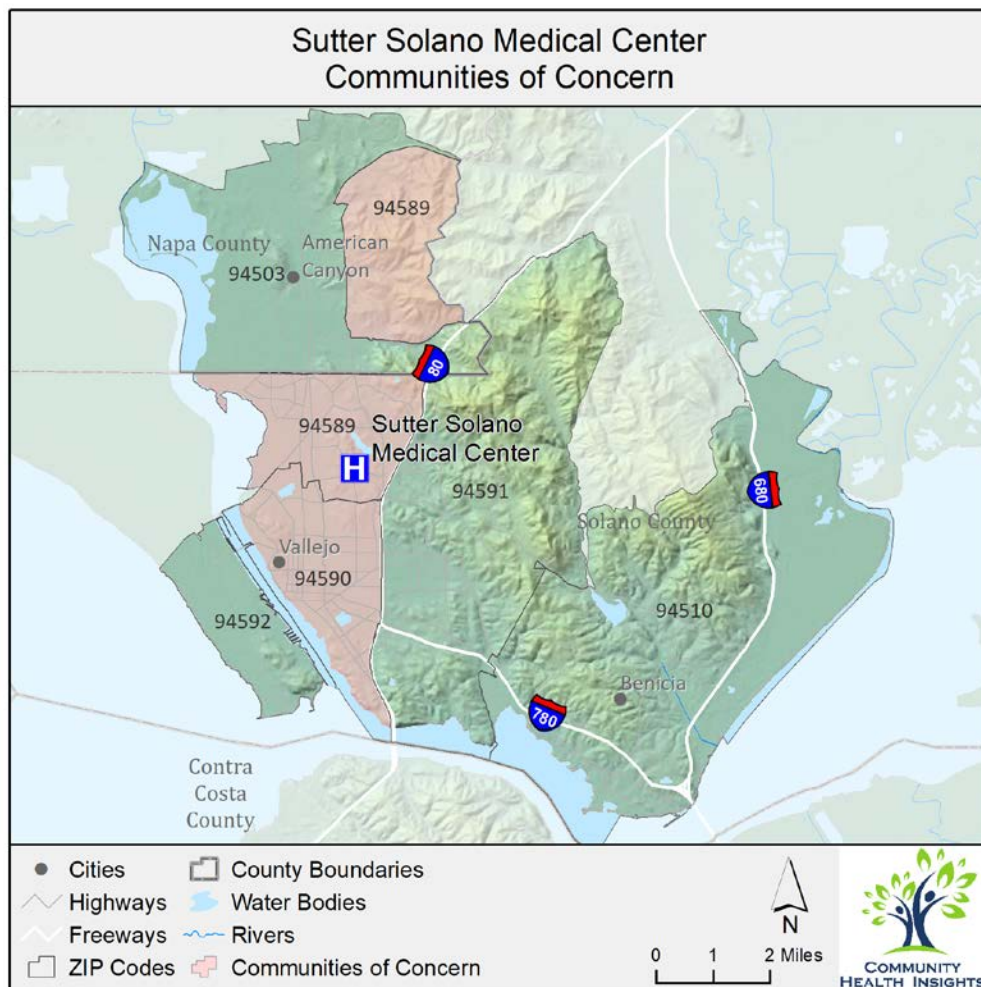 Sutter Solano Medical Center
Communities of Concern
94589
Napa County
American
Canyon
94503
80
94589
Sutter Solano
Medical Center
H
94591
680
Solano County
Vallejo
94590
94592
94510
Benicia
780
Contra
Costa
County
Cities
Highways
Freeways
ZIP Codes
County Boundaries
Water Bodies
Rivers
Communities of Concern
N
0 1 2 Miles
COMMUNITY
HEALTH INSIGHTS